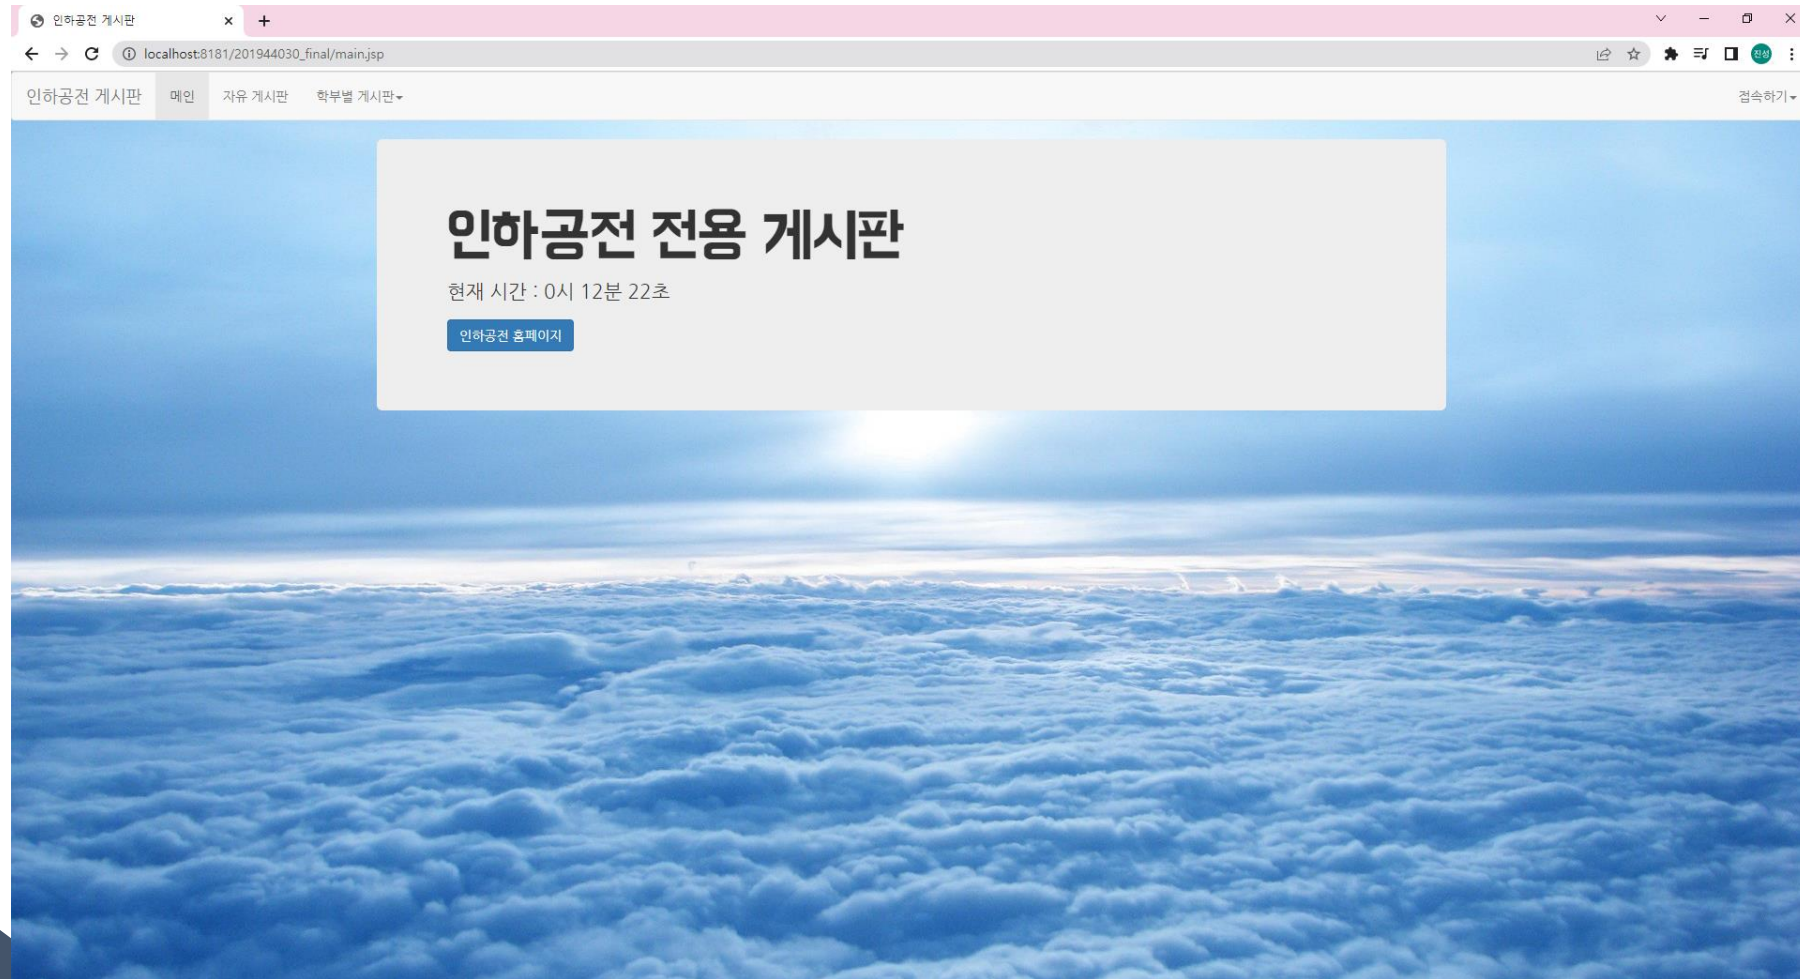 인하공전 게시판
localhost:8181/201944030_final/main.jsp
진성
인하공전 게시판 메인 자유 게시판 학부별 게시판 접속하기
인하공전 전용 게시판
현재 시간 : 0시 12분 22초
인하공전 홈페이지